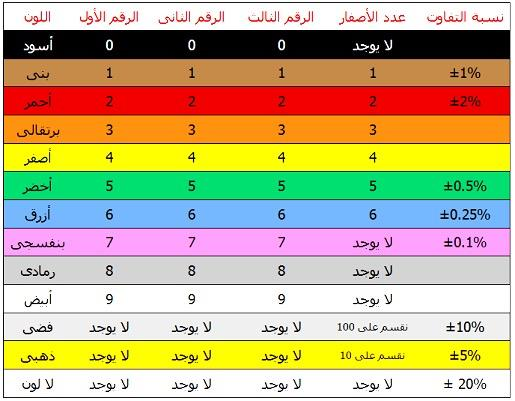 اللون الرقم الأول الرقم الثانى الرقم الثالث عدد الأصفار نسبة التفاوت
أسود 0 0 0 لا يوجد
بنى 1 1 1 1 ±1%
أحمر 2 2 2 2 ±2%
برتقالى 3 3 3 3
أصفر 4 4 4 4
أخضر 5 5 5 5 ±0.5%
أزرق 6 6 6 6 ±0.25%
بنفسجى 7 7 7 لا يوجد ±0.1%
رمادى 8 8 8 لا يوجد
أبيض 9 9 9 لا يوجد
فضى لا يوجد لا يوجد لا يوجد نقسم على 100 ±10%
ذهبى لا يوجد لا يوجد لا يوجد نقسم على 10 ±5%
لا لون لا يوجد لا يوجد لا يوجد لا يوجد ± 20%